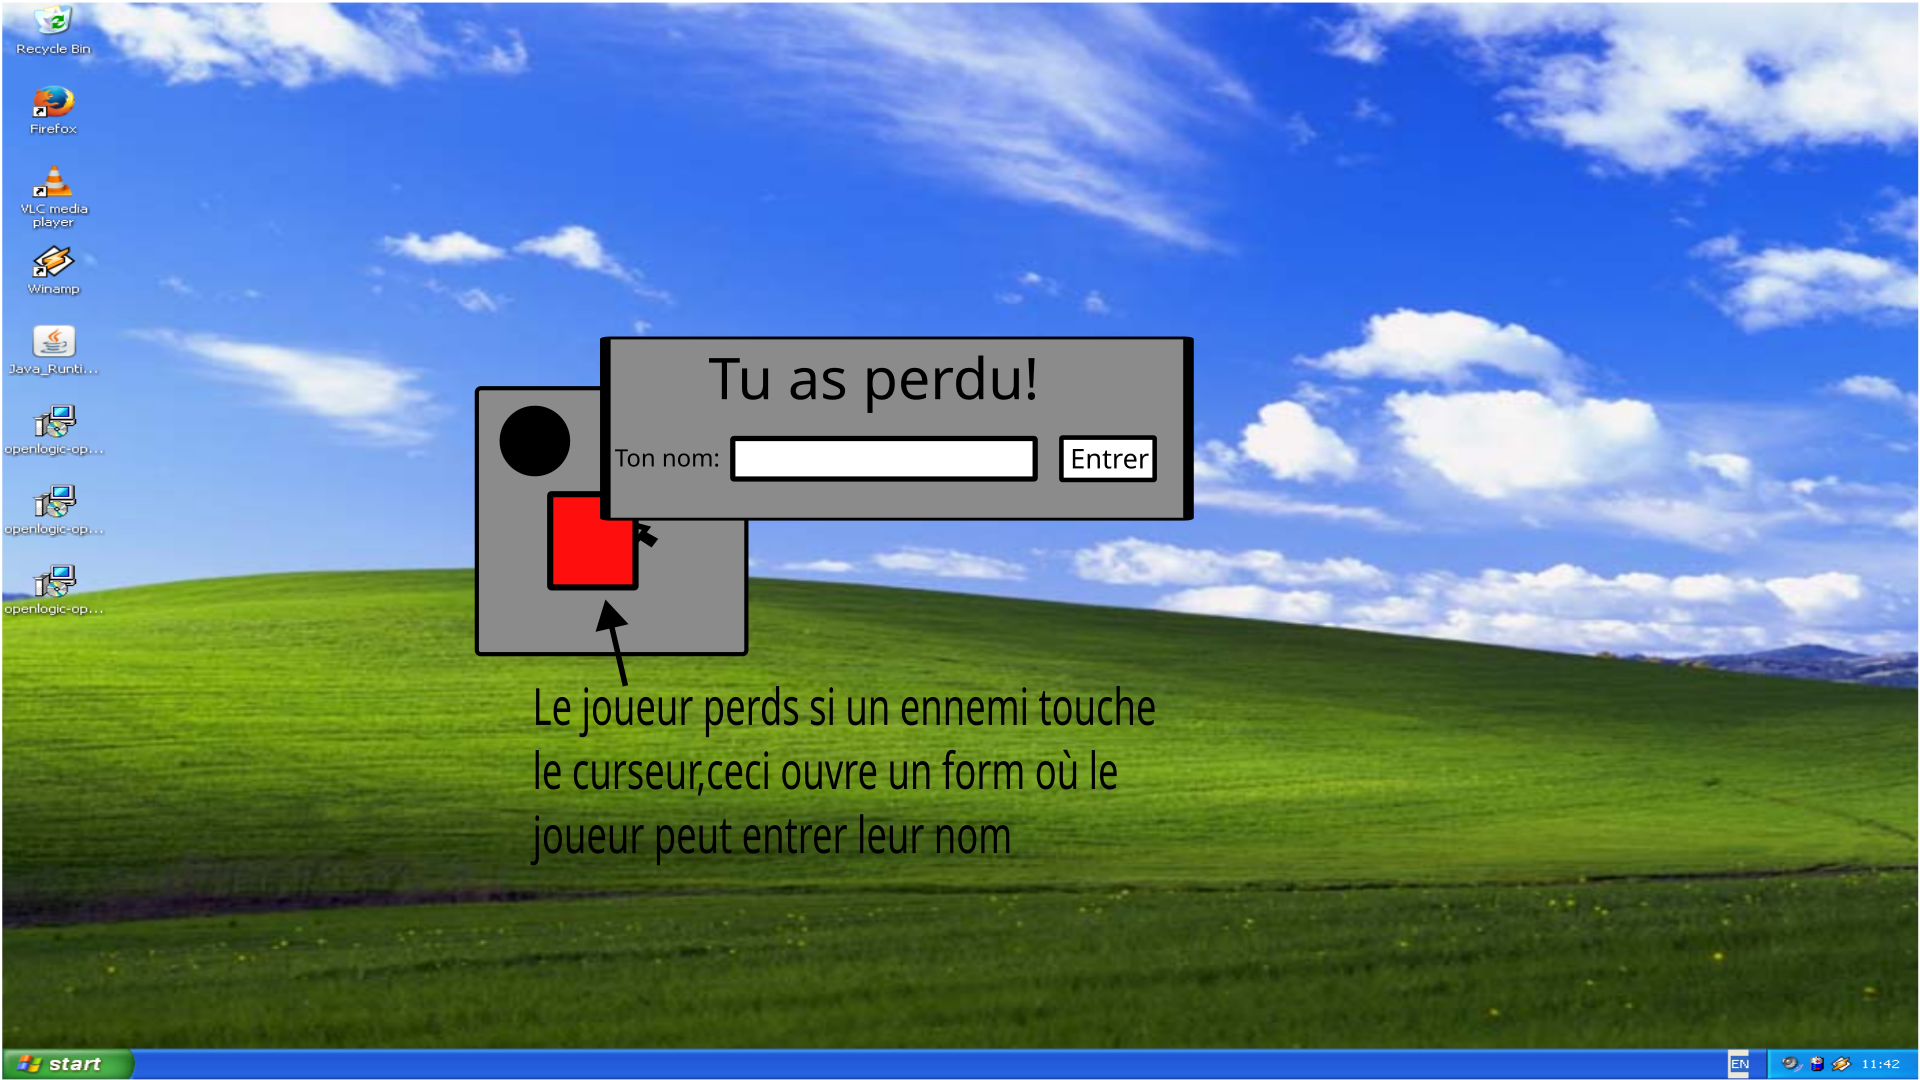 Recycle Bin
Firefox
VLC media
player
Winamp
Java_Runti...
openlogic-op...
openlogic-op...
openlogic-op...
Tu as perdu!
Ton nom:
Entrer
Le joueur perds si un ennemi touche
le curseur,ceci ouvre un form où le
joueur peut entrer leur nom
start
EN
11:42